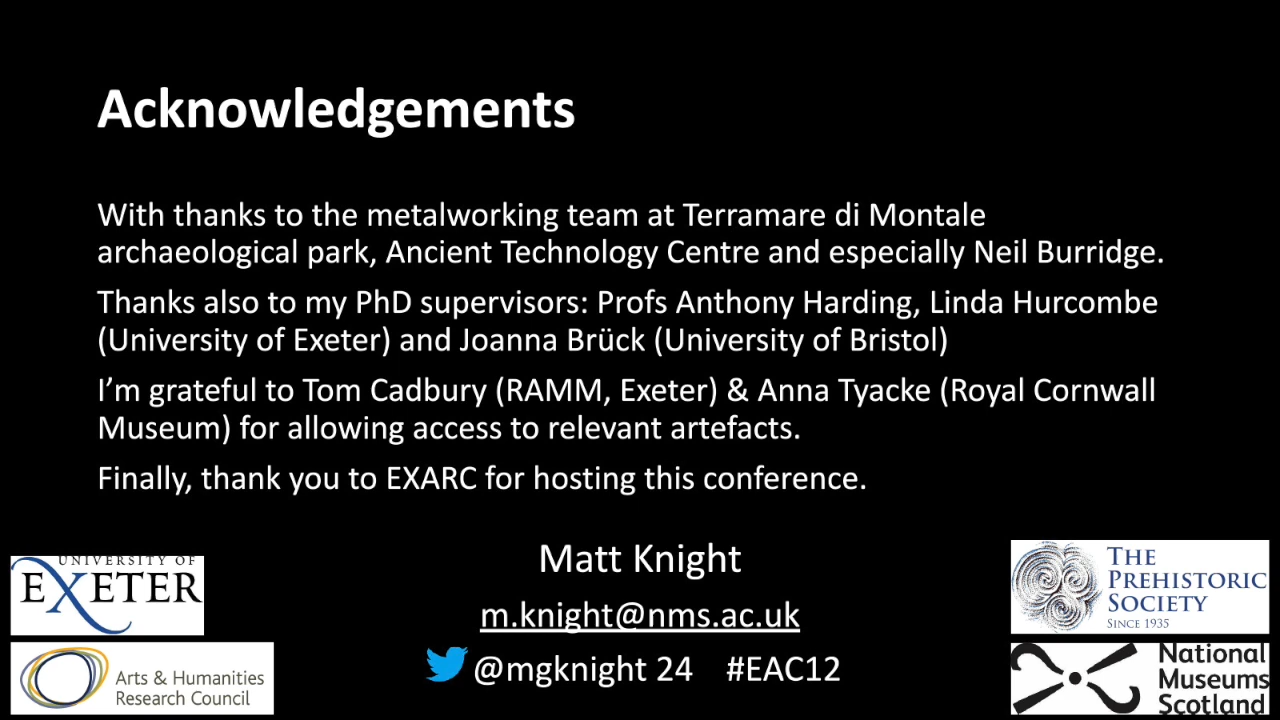 Acknowledgements
With thanks to the metalworking team at Terramare di Montale
archaeological park, Ancient Technology Centre and especially Neil Burridge.
Thanks also to my PhD supervisors: Profs Anthony Harding, Linda Hurcombe
(University of Exeter) and Joanna Brück (University of Bristol)
I’m grateful to Tom Cadbury (RAMM, Exeter) & Anna Tyacke (Royal Cornwall
Museum) for allowing access to relevant artefacts.
Finally, thank you to EXARC for hosting this conference.
Matt Knight
m.knight@nms.ac.uk
@mgknight 24 #EAC12
UNIVERSITY OF
EXETER
Arts & Humanities
Research Council
THE
PREHISTORIC
SOCIETY
SINCE 1935
National
Museums
Scotland